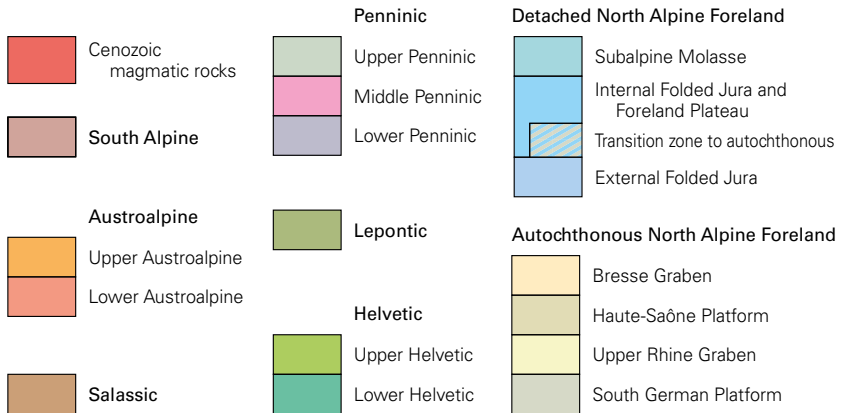 Cenozoic
magmatic rocks
South Alpine
Austroalpine
Upper Austroalpine
Lower Austroalpine
Salassic
Penninic
Upper Penninic
Middle Penninic
Lower Penninic
Lepontic
Helvetic
Upper Helvetic
Lower Helvetic
Detached North Alpine Foreland
Subalpine Molasse
Internal Folded Jura and
Foreland Plateau
Transition zone to autochthonous
External Folded Jura
Autochthonous North Alpine Foreland
Bresse Graben
Haute-Saône Platform
Upper Rhine Graben
South German Platform